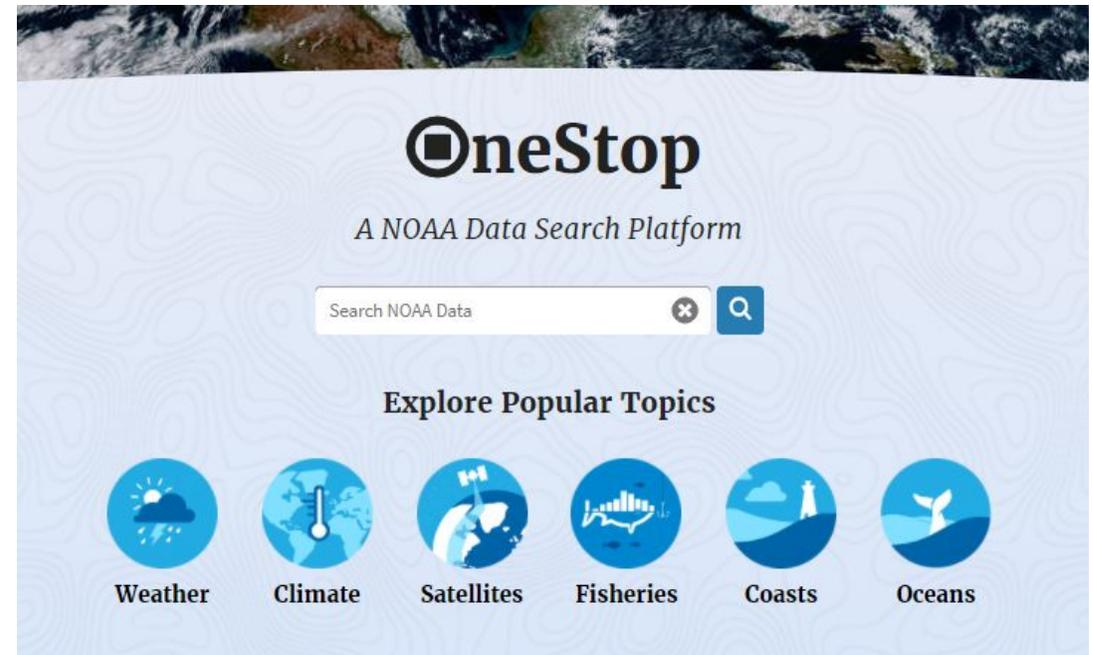 OneStop
A NOAA Data Search Platform
Search NOAA Data
Explore Popular Topics
Weather Climate Satellites Fisheries Coasts Oceans